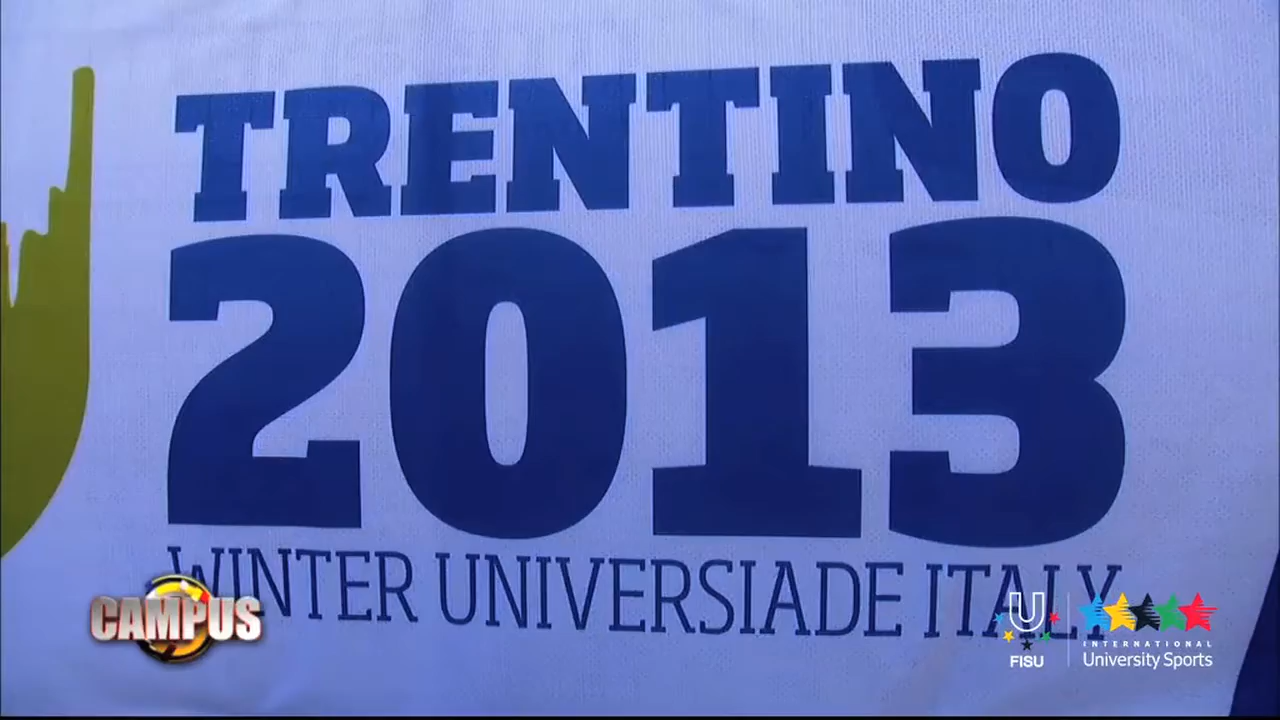 TRENTINO
2013
WINTER UNIVERSIADE ITALY
CAMPUS
U
FISU
INTERNATIONAL
University Sports